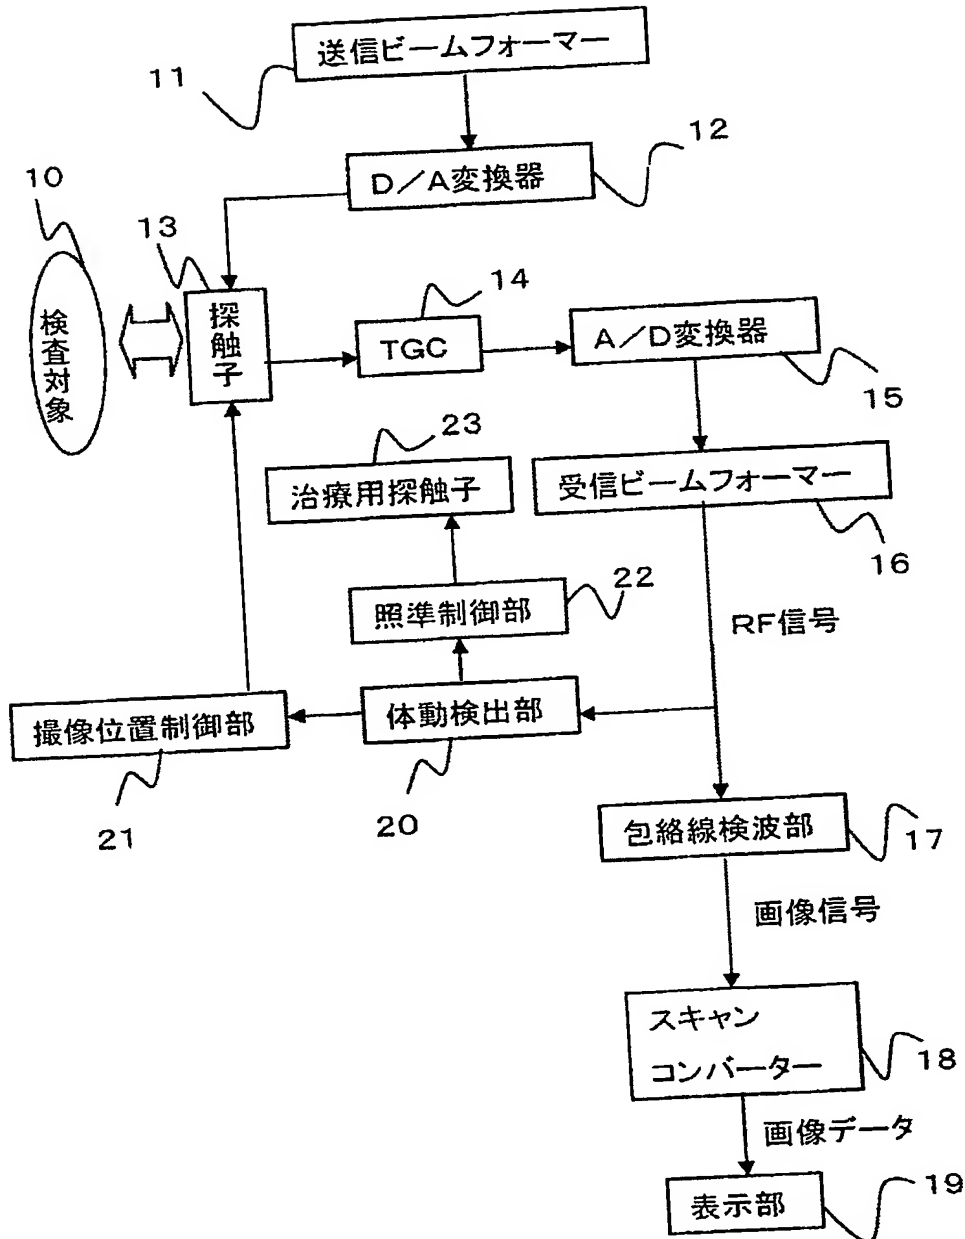 送信ビームフォーマー
11
D/A変換器
12
10
13
検査対象
探触子
14
TGC
A/D変換器
15
23
治療用探触子
受信ビームフォーマー
16
22
照準制御部
RF信号
撮像位置制御部
体動検出部
21
20
包絡線検波部
17
画像信号
スキャン
コンバーター
18
画像データ
表示部
19